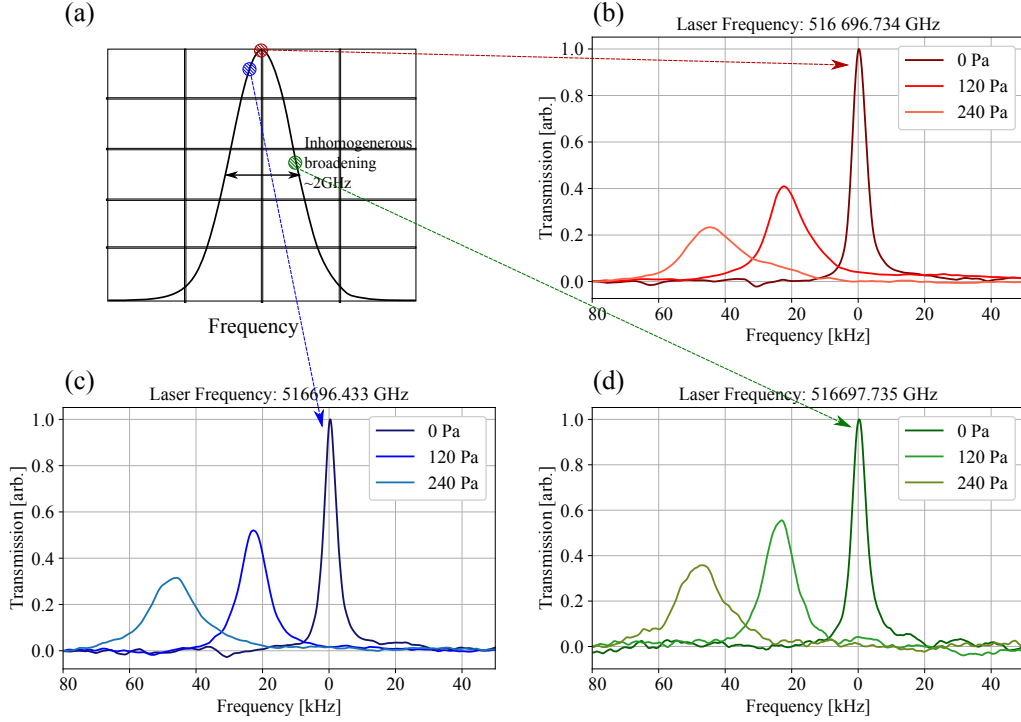 (a)
Inhomogenerous
broadening
~2GHz
Frequency
(b)
Laser Frequency: 516 696.734 GHz
Transmission [arb.]
1.0
0.8
0.6
0.4
0.2
0.0
0 Pa
120 Pa
240 Pa
80 60 40 20 0 20 40
Frequency [kHz]
(c)
Laser Frequency: 516696.433 GHz
Transmission [arb.]
1.0
0.8
0.6
0.4
0.2
0.0
0 Pa
120 Pa
240 Pa
80 60 40 20 0 20 40
Frequency [kHz]
(d)
Laser Frequency: 516697.735 GHz
Transmission [arb.]
1.0
0.8
0.6
0.4
0.2
0.0
0 Pa
120 Pa
240 Pa
80 60 40 20 0 20 40
Frequency [kHz]